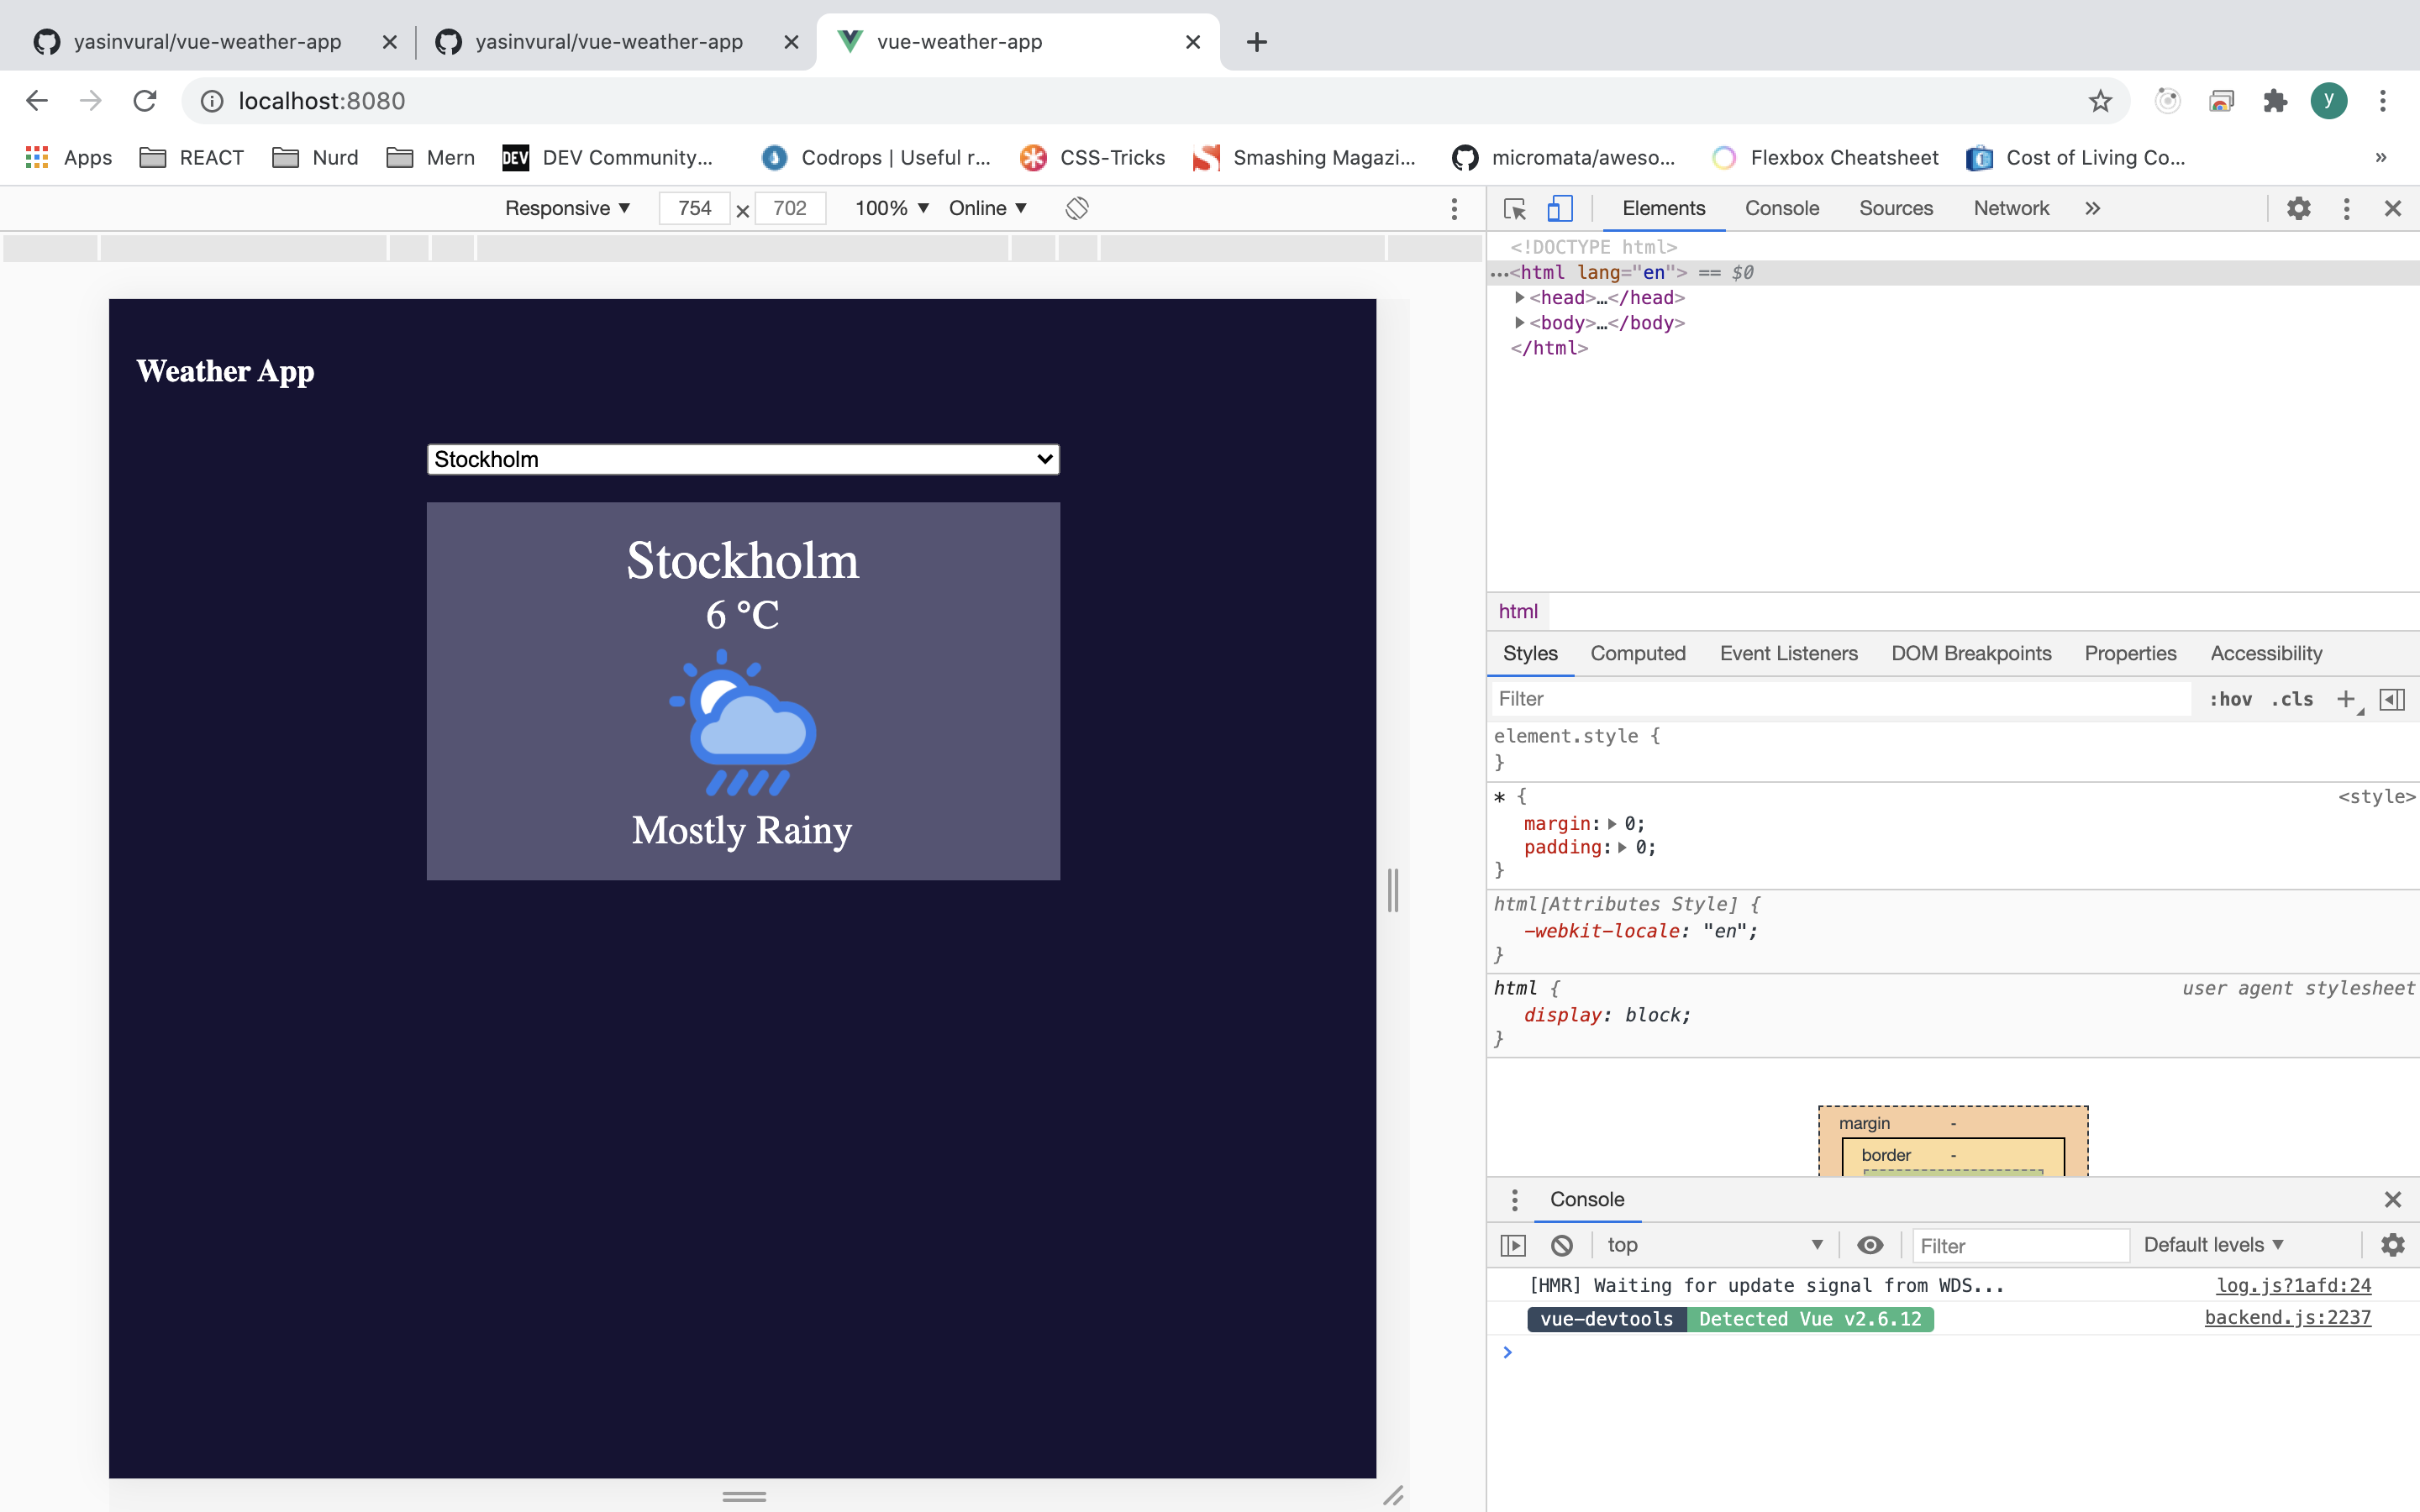 yasinvural/vue-weather-app
yasinvural/vue-weather-app
vue-weather-app
localhost:8080
y
Apps REACT Nurd Mern DEV DEV Community... Codrops | Useful r... CSS-Tricks Smashing Magazi... micromata/aweso... Flexbox Cheatsheet Cost of Living Co... »
Responsive ▼ 754 × 702 100% ▼ Online ▼
Weather App
Stockholm
Stockholm
6 °C
Mostly Rainy
Elements Console Sources Network »
<!DOCTYPE html>
...<html lang="en"> == $0
▶<head>…</head>
▶<body>…</body>
</html>
html
Styles Computed Event Listeners DOM Breakpoints Properties Accessibility
Filter :hov .cls +
element.style {
}
* { <style>
margin: ▶ 0;
padding: ▶ 0;
}
html[Attributes Style] {
-webkit-locale: "en";
}
html { user agent stylesheet
display: block;
}
margin -
border -
Console
top ▼ Filter Default levels ▼
[HMR] Waiting for update signal from WDS... log.js?1afd:24
vue-devtools Detected Vue v2.6.12 backend.js:2237
>